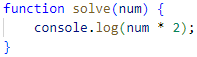 function solve(num) {
    console.log(num * 2);
}